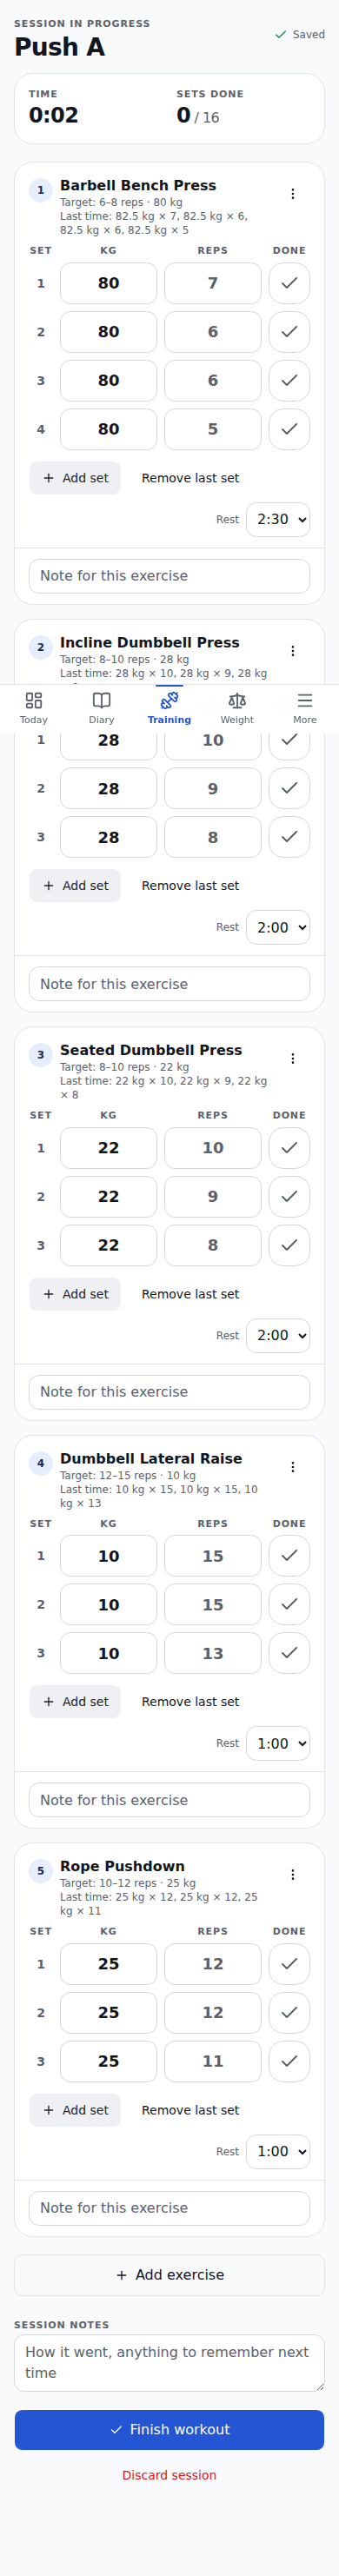 SESSION IN PROGRESS
Push A
Saved
TIME
SETS DONE
0:02
0 / 16
1
Barbell Bench Press
Target: 6–8 reps · 80 kg
Last time: 82.5 kg × 7, 82.5 kg × 6,
82.5 kg × 6, 82.5 kg × 5
SET KG REPS DONE
1 80 7
2 80 6
3 80 6
4 80 5
+ Add set
Remove last set
Rest 2:30
Note for this exercise
2
Incline Dumbbell Press
Target: 8–10 reps · 28 kg
Last time: 28 kg × 10, 28 kg × 9, 28 kg
Today Diary Training Weight More
1 28 10
2 28 9
3 28 8
+ Add set
Remove last set
Rest 2:00
Note for this exercise
3
Seated Dumbbell Press
Target: 8–10 reps · 22 kg
Last time: 22 kg × 10, 22 kg × 9, 22 kg
× 8
SET KG REPS DONE
1 22 10
2 22 9
3 22 8
+ Add set
Remove last set
Rest 2:00
Note for this exercise
4
Dumbbell Lateral Raise
Target: 12–15 reps · 10 kg
Last time: 10 kg × 15, 10 kg × 15, 10
kg × 13
SET KG REPS DONE
1 10 15
2 10 15
3 10 13
+ Add set
Remove last set
Rest 1:00
Note for this exercise
5
Rope Pushdown
Target: 10–12 reps · 25 kg
Last time: 25 kg × 12, 25 kg × 12, 25
kg × 11
SET KG REPS DONE
1 25 12
2 25 12
3 25 11
+ Add set
Remove last set
Rest 1:00
Note for this exercise
+ Add exercise
SESSION NOTES
How it went, anything to remember next
time
Finish workout
Discard session